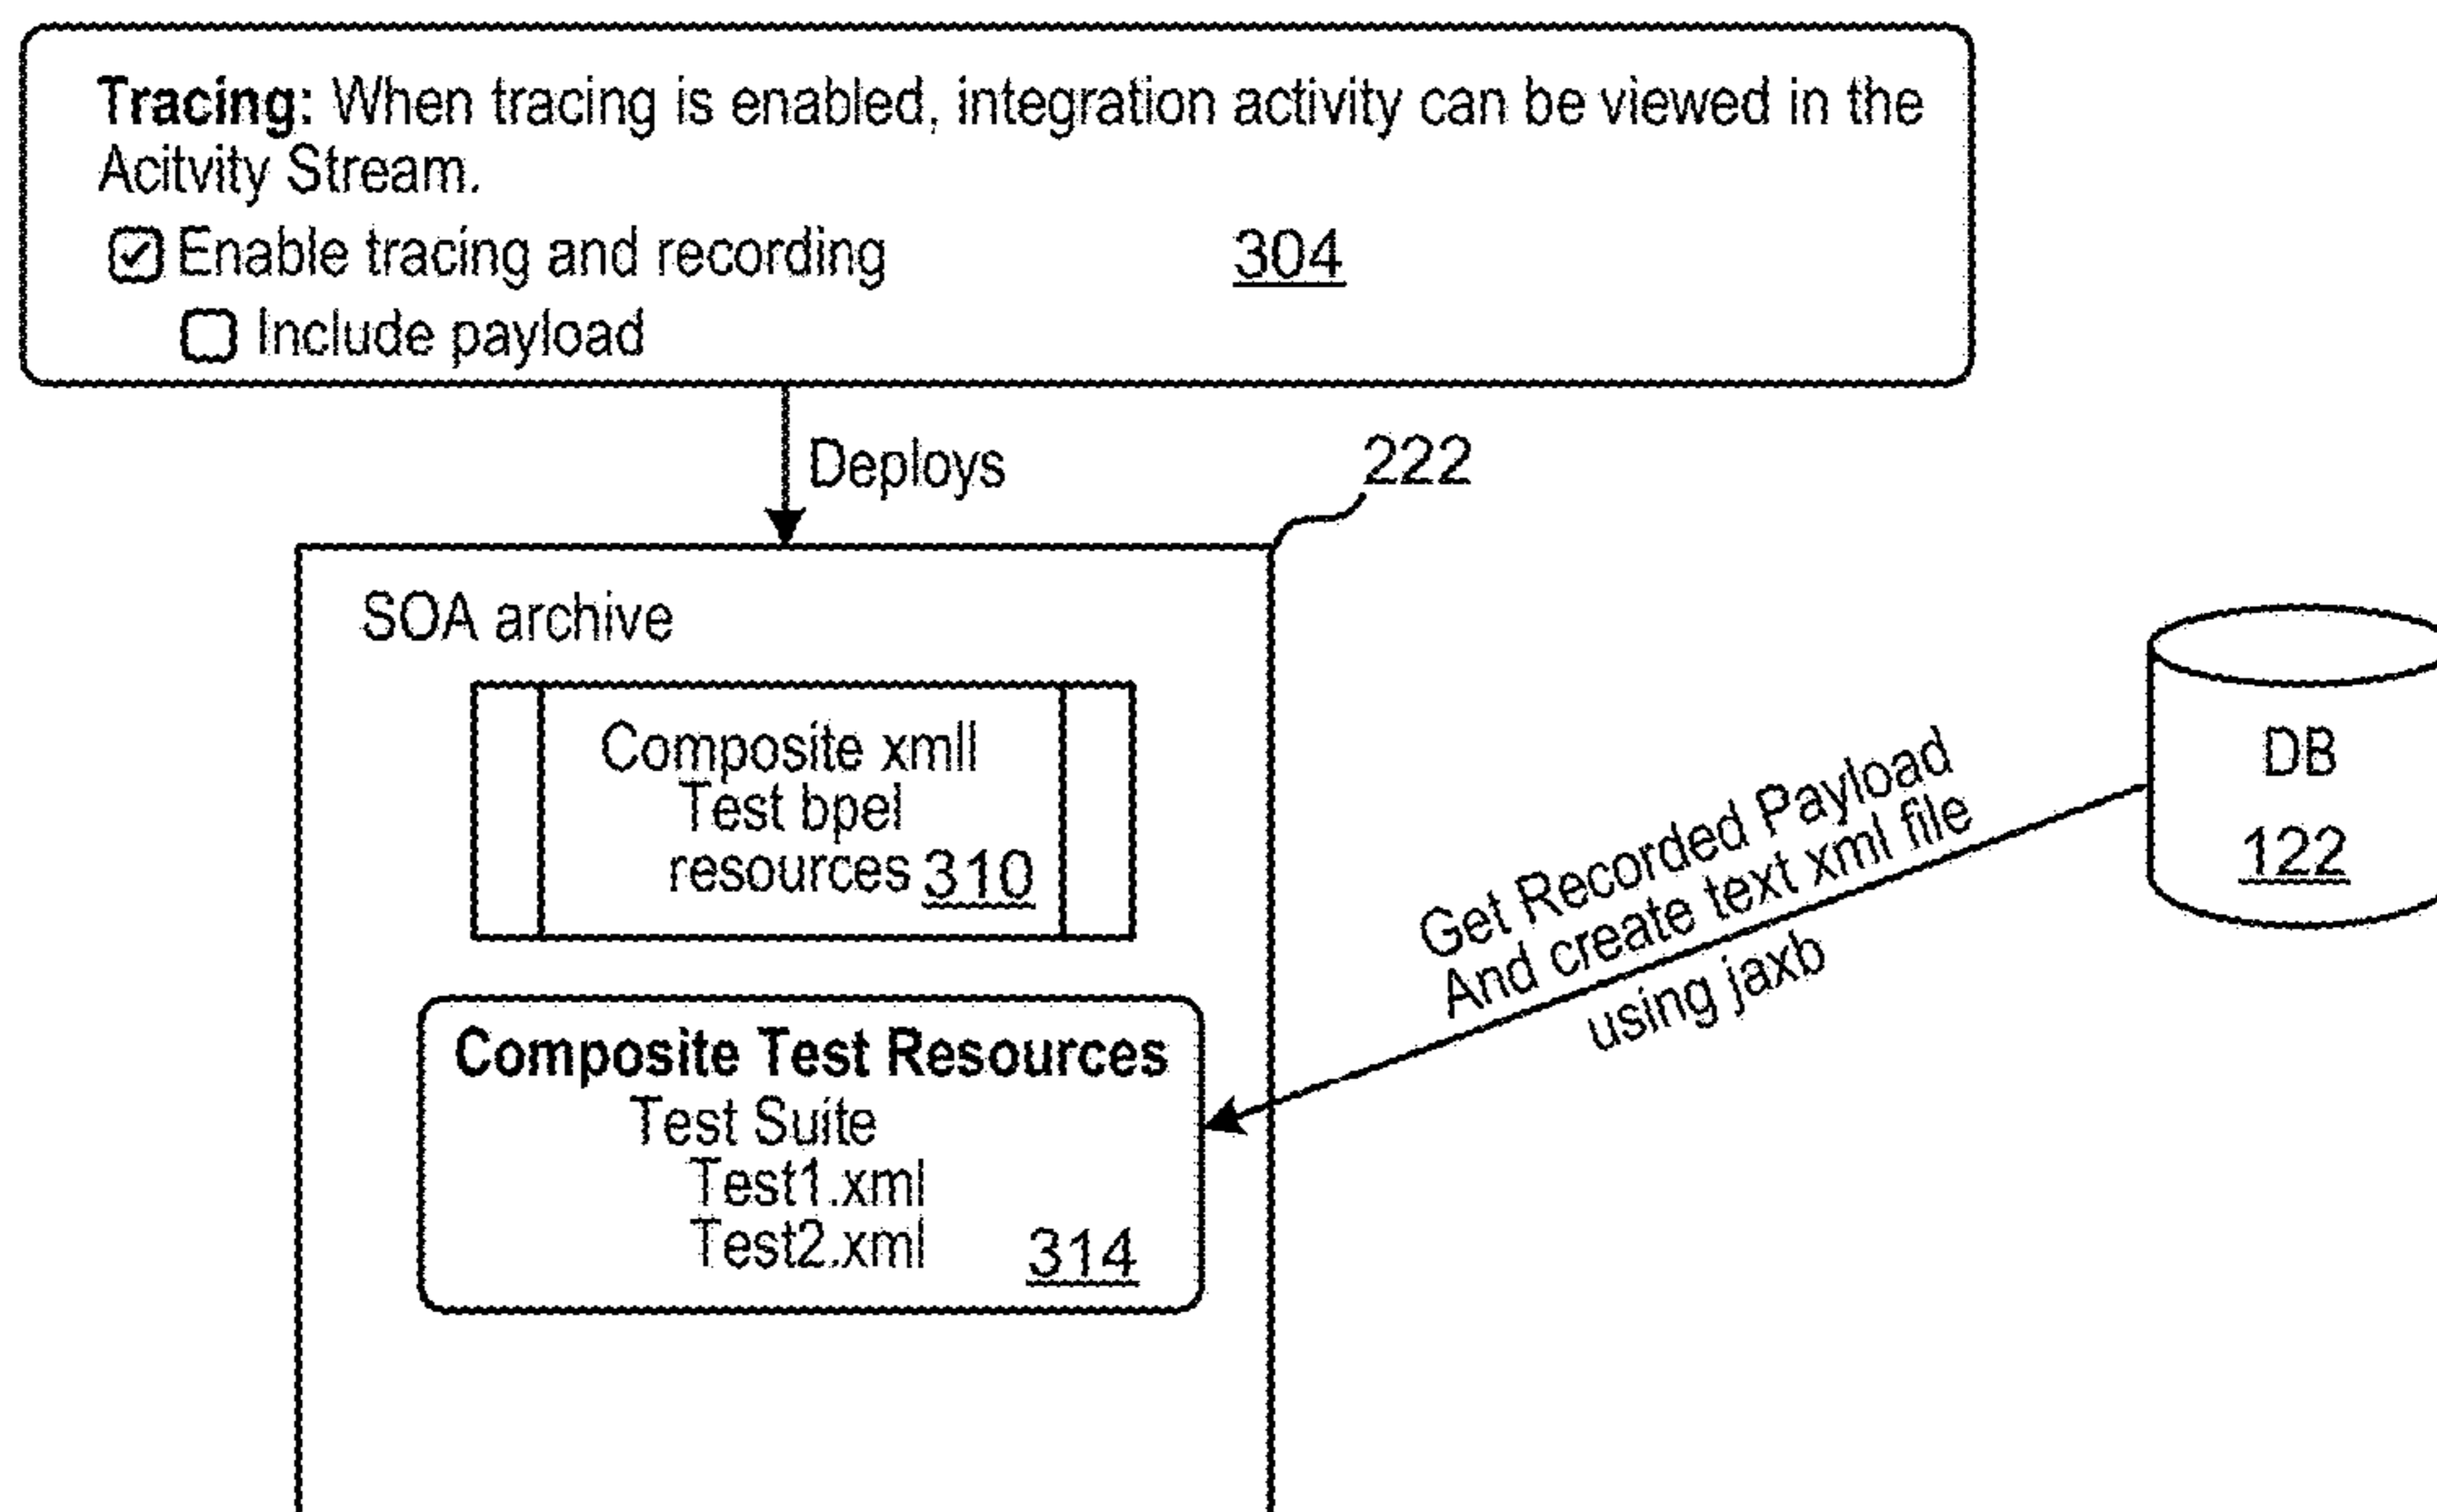 Tracing: When tracing is enabled, integration activity can be viewed in the
Acitvity Stream.
Enable tracing and recording
304
Include payload
Deploys
222
SOA archive
Composite xmll
Test bpel
resources 310
DB
122
Get Recorded Payload
And create text xml file
using jaxb
Composite Test Resources
Test Suite
Test1.xml
Test2.xml
314